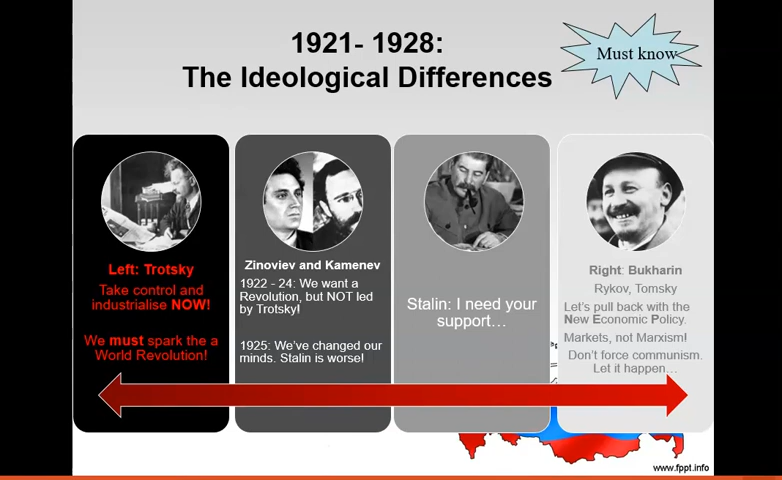 1921- 1928:
The Ideological Differences
Must know
Left: Trotsky
Take control and
industrialise NOW!
We must spark the a
World Revolution!
Zinoviev and Kamenev
1922 - 24: We want a
Revolution, but NOT led
by Trotsky!
1925: We've changed our
minds. Stalin is worse!
Stalin: I need your
support…
Right: Bukharin
Rykov, Tomsky
Let's pull back with the
New Economic Policy.
Markets, not Marxism!
Don't force communism.
Let it happen…
www.fppt.info